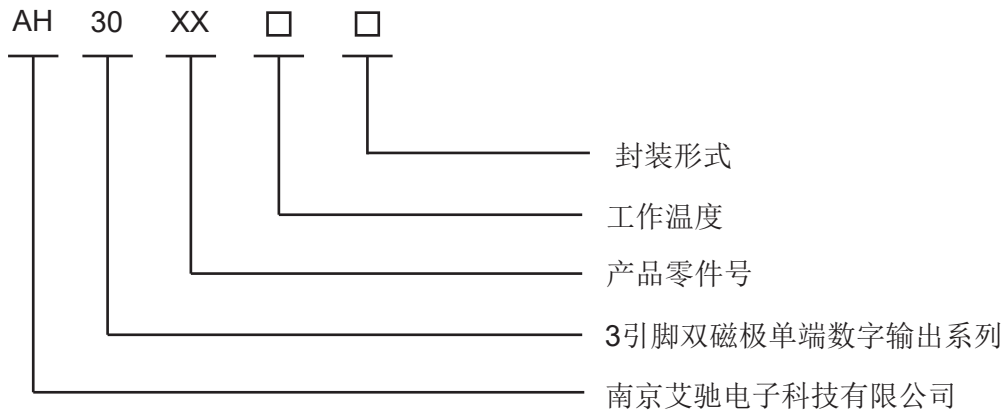 AH 30 XX □ □
封装形式
工作温度
产品零件号
3引脚双磁极单端数字输出系列
南京艾驰电子科技有限公司